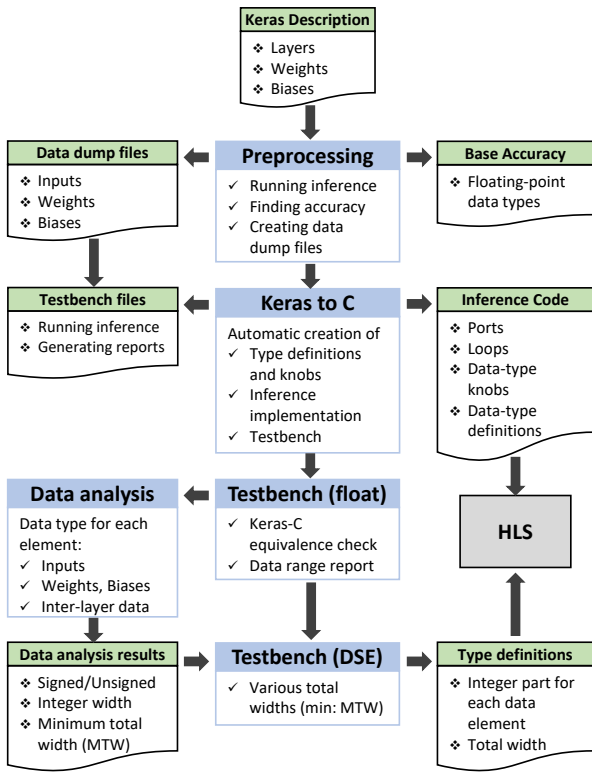 Keras Description
❖ Layers
❖ Weights
❖ Biases
Data dump files
❖ Inputs
❖ Weights
❖ Biases
Preprocessing
✓ Running inference
✓ Finding accuracy
✓ Creating data
dump files
Base Accuracy
❖ Floating-point
data types
Testbench files
❖ Running inference
❖ Generating reports
Keras to C
Automatic creation of
✓ Type definitions
and knobs
✓ Inference
implementation
✓ Testbench
Inference Code
❖ Ports
❖ Loops
❖ Data-type
knobs
❖ Data-type
definitions
Data analysis
Data type for each
element:
✓ Inputs
✓ Weights, Biases
✓ Inter-layer data
Testbench (float)
✓ Keras-C
equivalence check
✓ Data range report
HLS
Data analysis results
❖ Signed/Unsigned
❖ Integer width
❖ Minimum total
width (MTW)
Testbench (DSE)
✓ Various total
widths (min: MTW)
Type definitions
❖ Integer part for
each data
element
❖ Total width